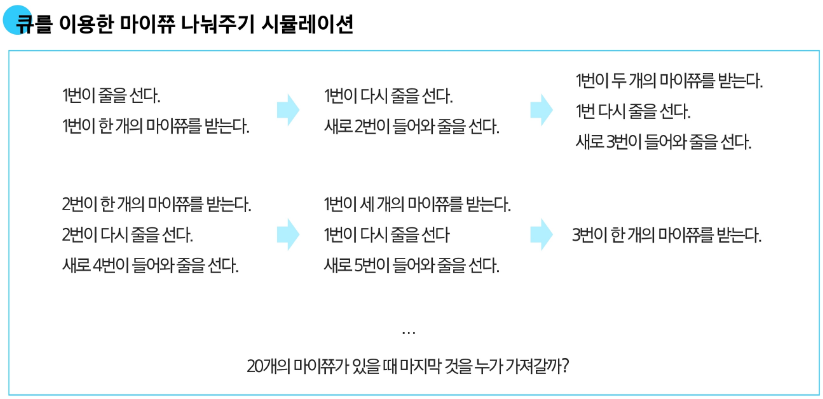 큐를 이용한 마이쮸 나눠주기 시뮬레이션
1번이 줄을 선다.
1번이 한 개의 마이쮸를 받는다.
1번이 다시 줄을 선다.
새로 2번이 들어와 줄을 선다.
1번이 두 개의 마이쮸를 받는다.
1번 다시 줄을 선다.
새로 3번이 들어와 줄을 선다.
2번이 한 개의 마이쮸를 받는다.
2번이 다시 줄을 선다.
새로 4번이 들어와 줄을 선다.
1번이 세 개의 마이쮸를 받는다.
1번이 다시 줄을 선다
새로 5번이 들어와 줄을 선다.
3번이 한 개의 마이쮸를 받는다.
...
20개의 마이쮸가 있을 때 마지막 것을 누가 가져갈까?